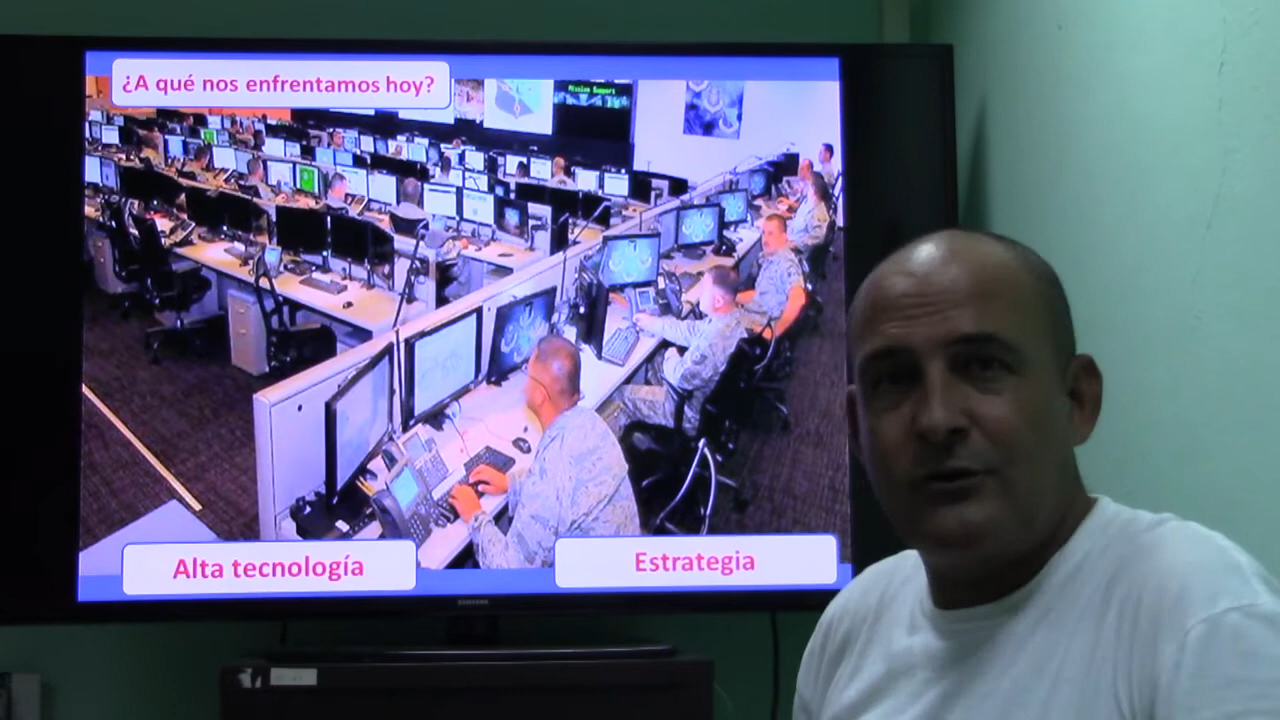 ¿A qué nos enfrentamos hoy?
Mission Support
Alta tecnología
Estrategia
SAMSUNG